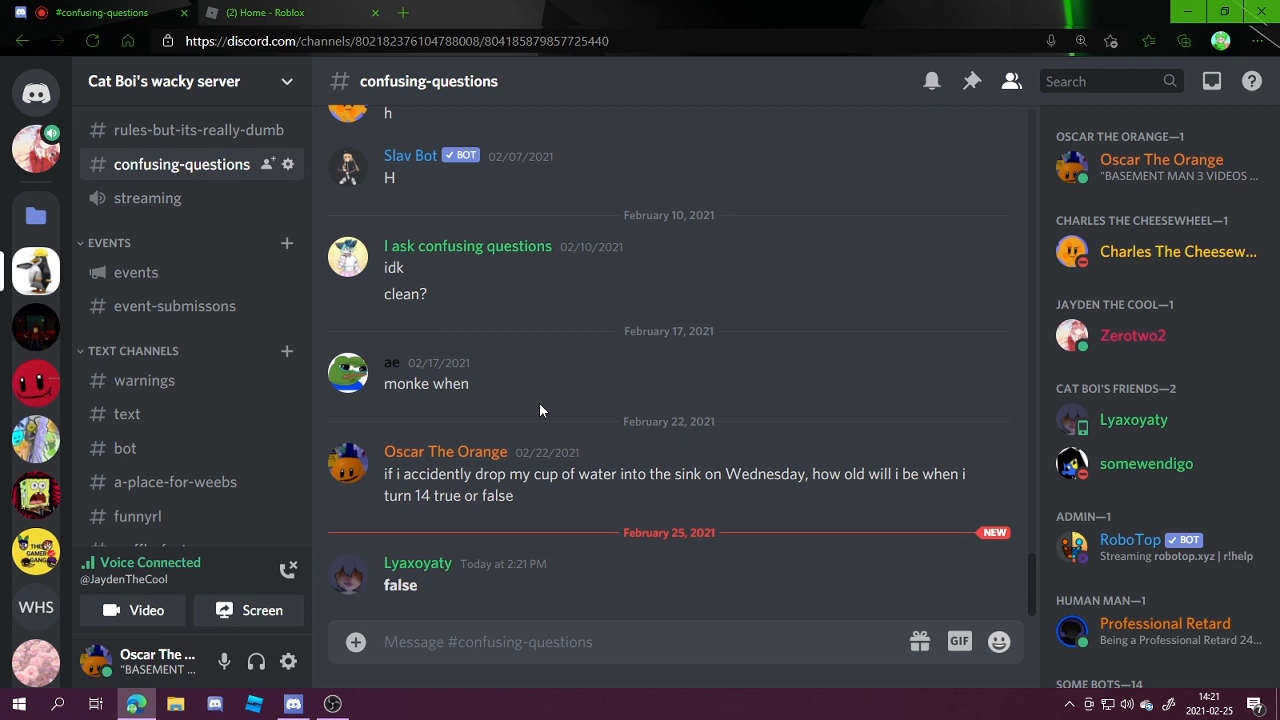 #confusing-questions
(2) Home - Roblox
https://discord.com/channels/802182376104788008/804185879857725440
Cat Boi's wacky server
# rules-but-its-really-dumb
# confusing-questions
streaming
EVENTS
events
# event-submissons
TEXT CHANNELS
# warnings
# text
# bot
# a-place-for-weebs
# funnyrl
WHS
Voice Connected
@JaydenTheCool
Video
Screen
Oscar The ...
"BASEMENT ...
# confusing-questions
Search
h
Slav Bot ✓ BOT 02/07/2021
H
February 10, 2021
I ask confusing questions 02/10/2021
idk
clean?
February 17, 2021
ae 02/17/2021
monke when
February 22, 2021
Oscar The Orange 02/22/2021
if i accidently drop my cup of water into the sink on Wednesday, how old will i be when i
turn 14 true or false
February 25, 2021 NEW
Lyaxoyaty Today at 2:21 PM
false
Message #confusing-questions
GIF
OSCAR THE ORANGE—1
Oscar The Orange
"BASEMENT MAN 3 VIDEOS ...
CHARLES THE CHEESEWHEEL—1
Charles The Cheesew...
JAYDEN THE COOL—1
Zerotwo2
CAT BOI'S FRIENDS—2
Lyaxoyaty
somewendigo
ADMIN—1
RoboTop ✓ BOT
Streaming robotop.xyz | r!help
HUMAN MAN—1
Professional Retard
Being a Professional Retard 24...
SOME BOTS—14
14:21
2021-02-25
7